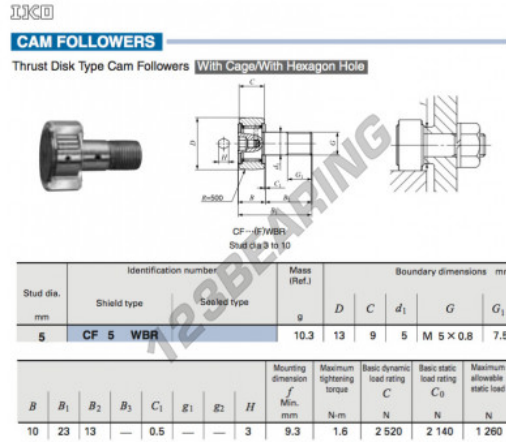 IKO
CAM FOLLOWERS
Thrust Disk Type Cam Followers With Cage/With Hexagon Hole
C
D
H
d1
G
G1
C1
R=500
B
B2
B1
f
CF···(F)WBR
Stud dia 3 to 10
Stud dia. mm Identification number Mass (Ref.) g Boundary dimensions mm
Shield type Sealed type D C d1 G G1
5 CF 5 WBR 10.3 13 9 5 M 5×0.8 7.5
B B1 B2 B3 C1 g1 g2 H Mounting dimension f Min. mm Maximum tightening torque N-m Basic dynamic load rating C N Basic static load rating C0 N Maximum allowable static load N
10 23 13 — 0.5 — — 3 9.3 1.6 2 520 2 140 1 260
123BEARING